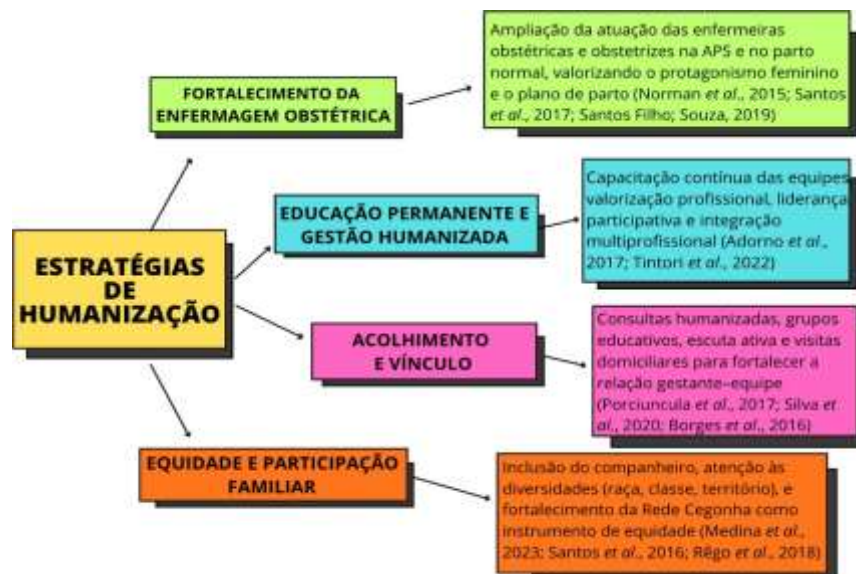 ESTRATÉGIAS
DE
HUMANIZAÇÃO
FORTALECIMENTO DA
ENFERMAGEM OBSTÉTRICA
Ampliação da atuação das enfermeiras
obstétricas e obstetrizes na APS e no parto
normal, valorizando o protagonismo feminino
e o plano de parto (Norman et al., 2015; Santos
et al., 2017; Santos Filho; Souza, 2019)
EDUCAÇÃO PERMANENTE E
GESTÃO HUMANIZADA
Capacitação contínua das equipes,
valorização profissional, liderança
participativa e integração
multiprofissional (Adorno et al.,
2017; Tintori et al., 2022)
ACOLHIMENTO
E VÍNCULO
Consultas humanizadas, grupos
educativos, escuta ativa e visitas
domiciliares para fortalecer a
relação gestante–equipe
(Porciuncula et al., 2017; Silva et
al., 2020; Borges et al., 2016)
EQUIDADE E PARTICIPAÇÃO
FAMILIAR
Inclusão do companheiro, atenção às
diversidades (raça, classe, território), e
fortalecimento da Rede Cegonha como
instrumento de equidade (Medina et al.,
2023; Santos et al., 2016; Rêgo et al., 2018)